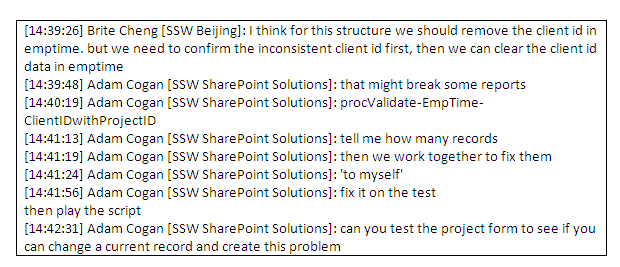 [14:39:26] Brite Cheng [SSW Beijing]: I think for this structure we should remove the client id in
emptime. but we need to confirm the inconsistent client id first, then we can clear the client id
data in emptime
[14:39:48] Adam Cogan [SSW SharePoint Solutions]: that might break some reports
[14:40:19] Adam Cogan [SSW SharePoint Solutions]: procValidate-EmpTime-
ClientIDwithProjectID
[14:41:13] Adam Cogan [SSW SharePoint Solutions]: tell me how many records
[14:41:19] Adam Cogan [SSW SharePoint Solutions]: then we work together to fix them
[14:41:24] Adam Cogan [SSW SharePoint Solutions]: 'to myself'
[14:41:56] Adam Cogan [SSW SharePoint Solutions]: fix it on the test
then play the script
[14:42:31] Adam Cogan [SSW SharePoint Solutions]: can you test the project form to see if you
can change a current record and create this problem